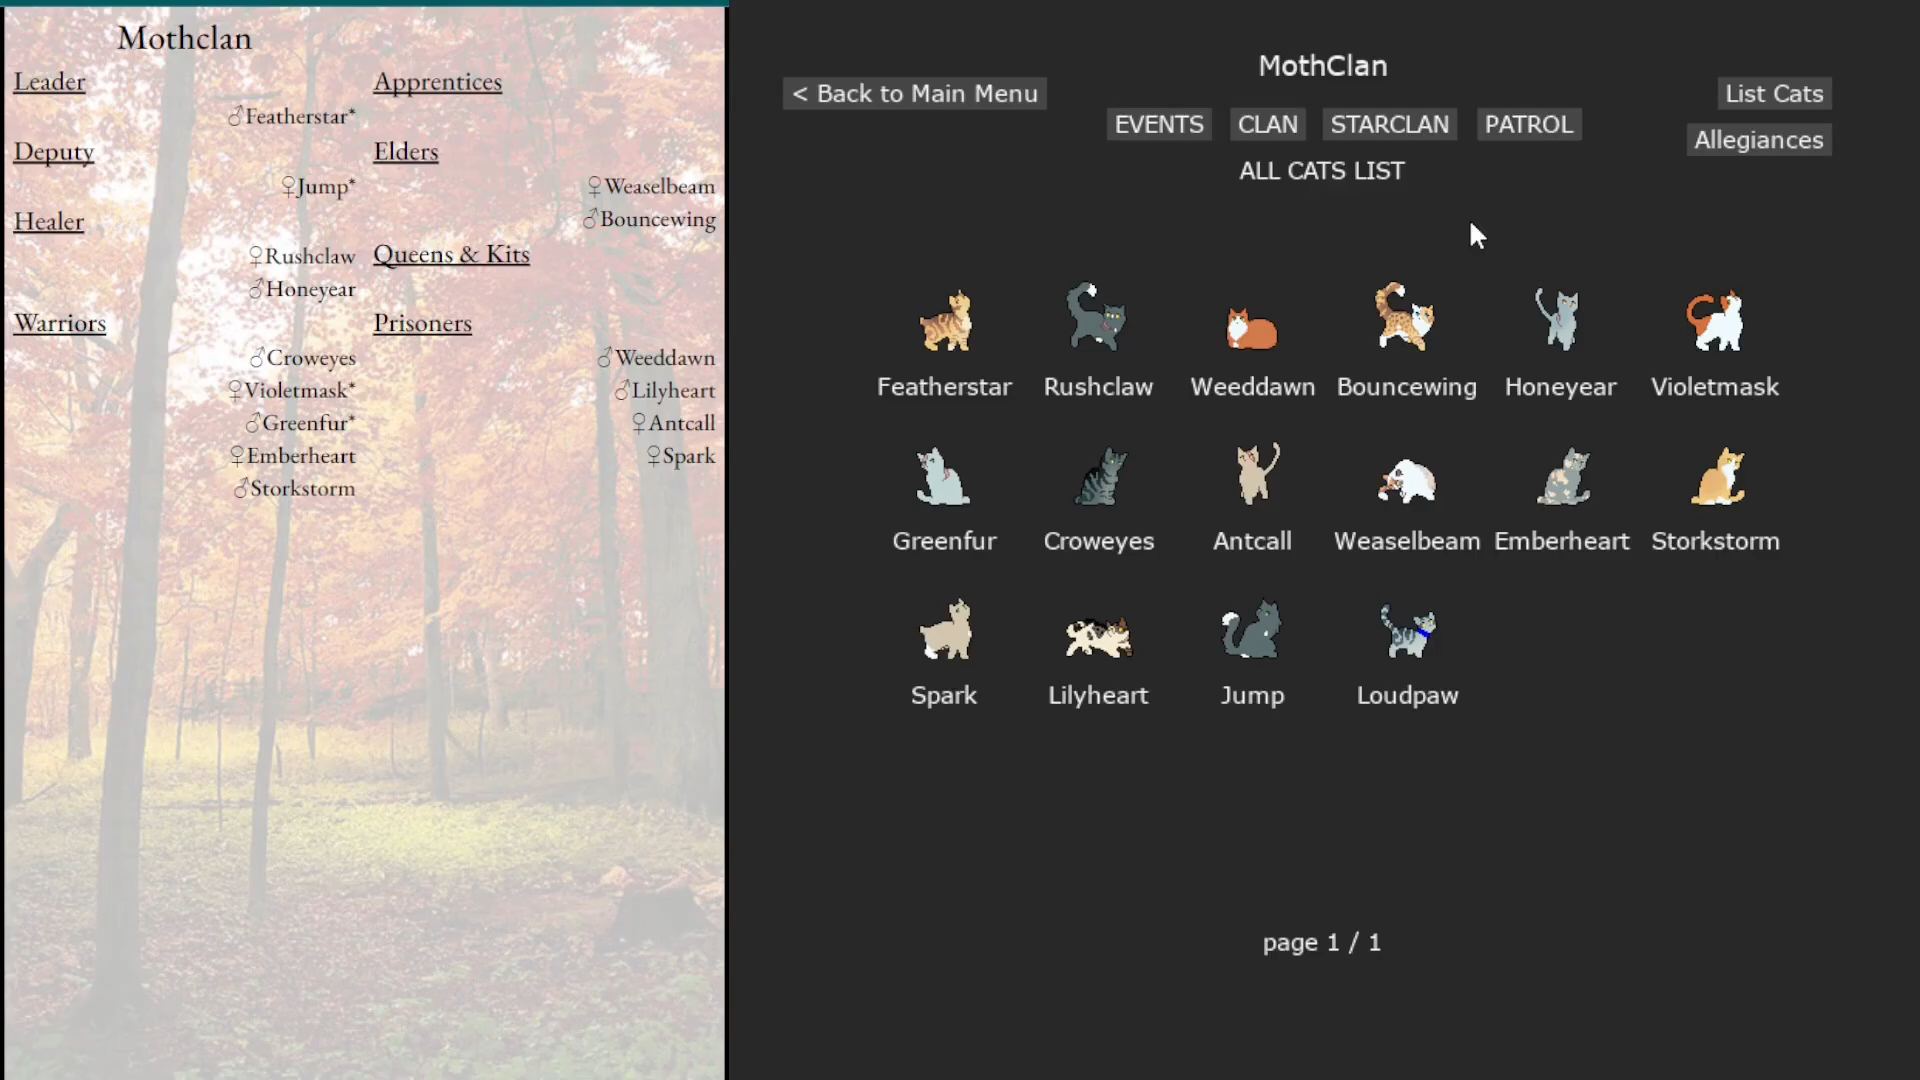 Mothclan
Leader
♂Featherstar*
Deputy
♀Jump*
Healer
♀Rushclaw
♂Honeyear
Warriors
♂Croweyes
♀Violetmask*
♂Greenfur*
♀Emberheart
♂Storkstorm
Apprentices
Elders
♀Weaselbeam
♂Bouncewing
Queens & Kits
Prisoners
♂Weeddawn
♂Lilyheart
♀Antcall
♀Spark
MothClan
< Back to Main Menu
List Cats
EVENTS CLAN STARCLAN PATROL
Allegiances
ALL CATS LIST
Featherstar Rushclaw Weeddawn Bouncewing Honeyear Violetmask
Greenfur Croweyes Antcall Weaselbeam Emberheart Storkstorm
Spark Lilyheart Jump Loudpaw
page 1 / 1